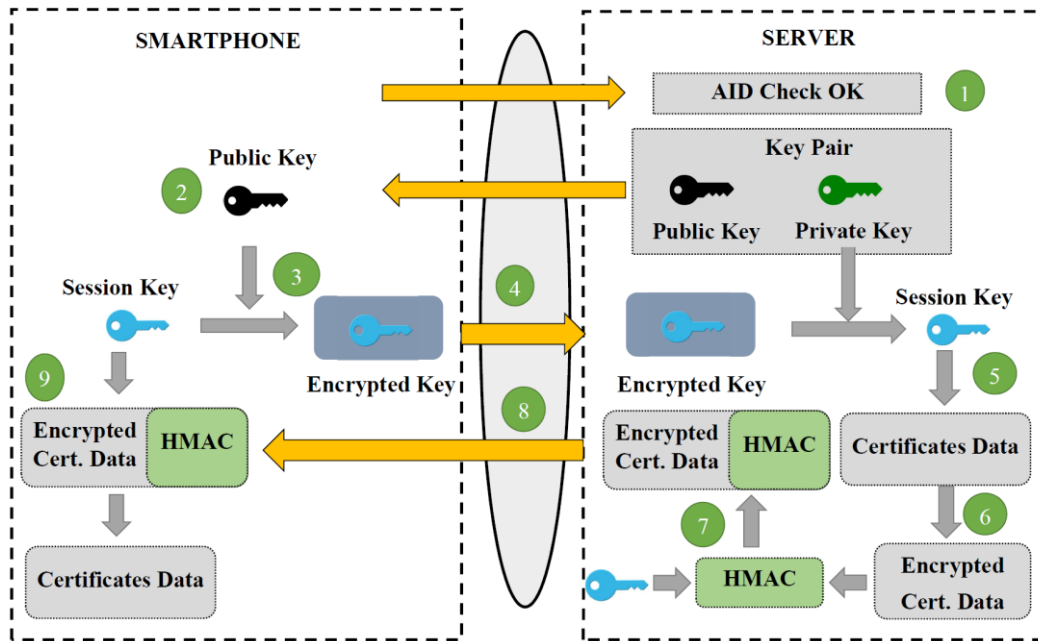 SMARTPHONE
SERVER
AID Check OK
1
Key Pair
Public Key
2
Public Key
Private Key
3
4
Session Key
Session Key
Encrypted Key
Encrypted Key
5
9
8
Encrypted
Cert. Data
HMAC
Encrypted
Cert. Data
HMAC
Certificates Data
7
6
Certificates Data
HMAC
Encrypted
Cert. Data